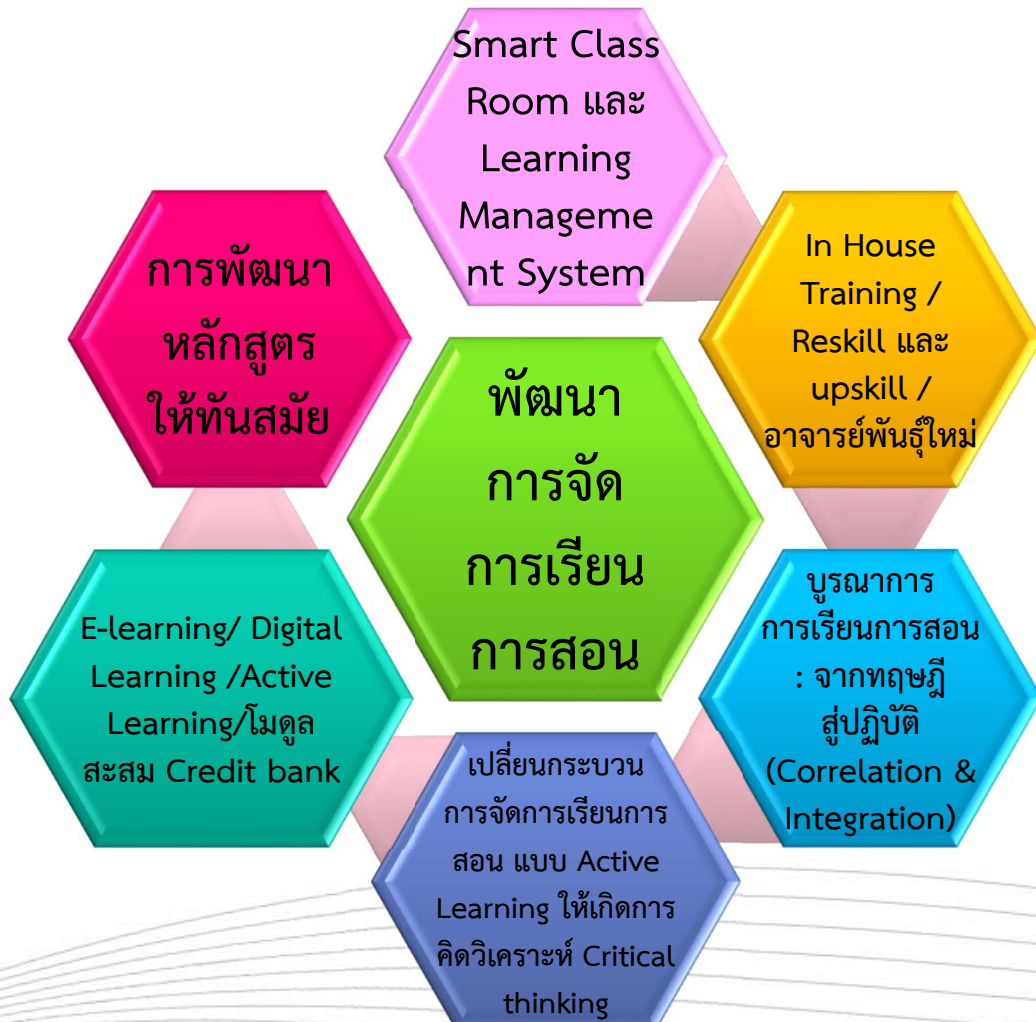 Smart Class
Room และ
Learning
Manageme
nt System
การพัฒนา
หลักสูตร
ให้ทันสมัย
In House
Training /
Reskill และ
upskill /
อาจารย์พันธุ์ใหม่
พัฒนา
การจัด
การเรียน
การสอน
E-learning/ Digital
Learning /Active
Learning/โมดูล
สะสม Credit bank
บูรณาการ
การเรียนการสอน
: จากทฤษฎี
สู่ปฏิบัติ
(Correlation &
Integration)
เปลี่ยนกระบวน
การจัดการเรียนการ
สอน แบบ Active
Learning ให้เกิดการ
คิดวิเคราะห์ Critical
thinking